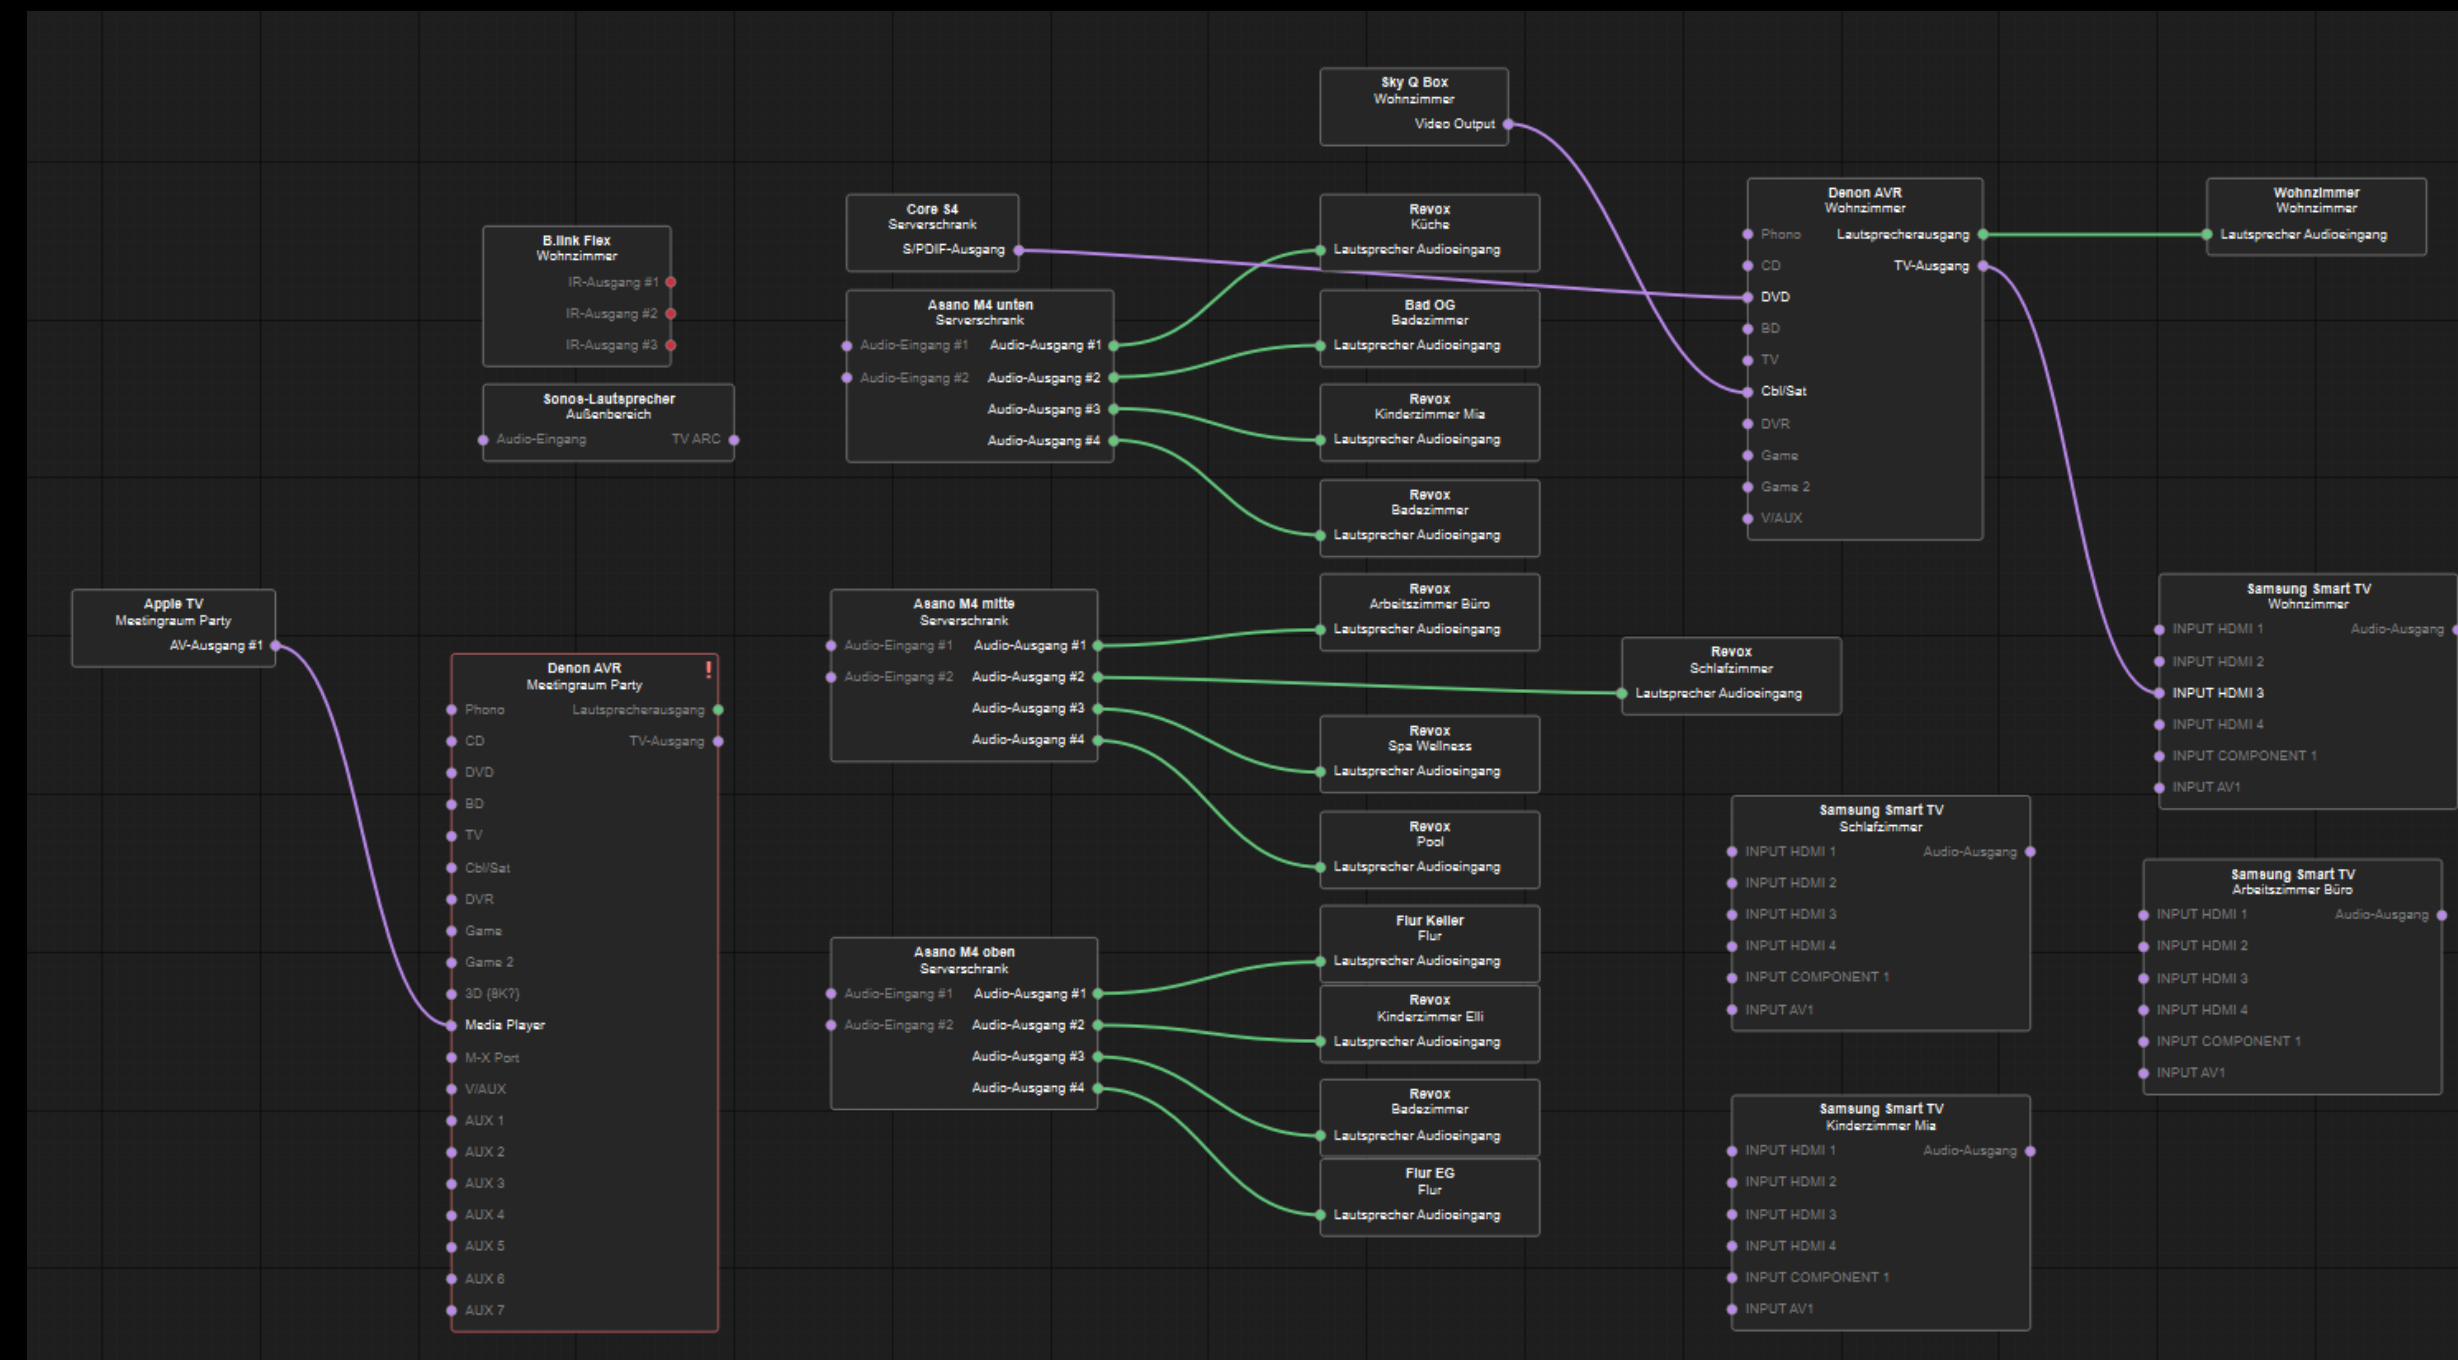 Sky Q Box
Wohnzimmer
Video Output
Core S4
Serverschrank
S/PDIF-Ausgang
Revox
Küche
Lautsprecher Audioeingang
Denon AVR
Wohnzimmer
Phono Lautsprecherausgang
CD TV-Ausgang
DVD
BD
TV
Cbl/Sat
DVR
Game
Game 2
V/AUX
Wohnzimmer
Wohnzimmer
Lautsprecher Audioeingang
B.link Flex
Wohnzimmer
IR-Ausgang #1
IR-Ausgang #2
IR-Ausgang #3
Asano M4 unten
Serverschrank
Audio-Eingang #1 Audio-Ausgang #1
Audio-Eingang #2 Audio-Ausgang #2
Audio-Ausgang #3
Audio-Ausgang #4
Bad OG
Badezimmer
Lautsprecher Audioeingang
Sonos-Lautsprecher
Außenbereich
Audio-Eingang TV ARC
Revox
Kinderzimmer Mia
Lautsprecher Audioeingang
Revox
Badezimmer
Lautsprecher Audioeingang
Apple TV
Meetingraum Party
AV-Ausgang #1
Denon AVR !
Meetingraum Party
Phono Lautsprecherausgang
CD TV-Ausgang
DVD
BD
TV
Cbl/Sat
DVR
Game
Game 2
3D (8K?)
Media Player
M-X Port
V/AUX
AUX 1
AUX 2
AUX 3
AUX 4
AUX 5
AUX 6
AUX 7
Asano M4 mitte
Serverschrank
Audio-Eingang #1 Audio-Ausgang #1
Audio-Eingang #2 Audio-Ausgang #2
Audio-Ausgang #3
Audio-Ausgang #4
Revox
Arbeitszimmer Büro
Lautsprecher Audioeingang
Revox
Schlafzimmer
Lautsprecher Audioeingang
Revox
Spa Wellness
Lautsprecher Audioeingang
Revox
Pool
Lautsprecher Audioeingang
Samsung Smart TV
Wohnzimmer
INPUT HDMI 1 Audio-Ausgang
INPUT HDMI 2
INPUT HDMI 3
INPUT HDMI 4
INPUT COMPONENT 1
INPUT AV1
Samsung Smart TV
Schlafzimmer
INPUT HDMI 1 Audio-Ausgang
INPUT HDMI 2
INPUT HDMI 3
INPUT HDMI 4
INPUT COMPONENT 1
INPUT AV1
Samsung Smart TV
Arbeitszimmer Büro
INPUT HDMI 1 Audio-Ausgang
INPUT HDMI 2
INPUT HDMI 3
INPUT HDMI 4
INPUT COMPONENT 1
INPUT AV1
Asano M4 oben
Serverschrank
Audio-Eingang #1 Audio-Ausgang #1
Audio-Eingang #2 Audio-Ausgang #2
Audio-Ausgang #3
Audio-Ausgang #4
Flur Keller
Flur
Lautsprecher Audioeingang
Revox
Kinderzimmer Elli
Lautsprecher Audioeingang
Revox
Badezimmer
Lautsprecher Audioeingang
Flur EG
Flur
Lautsprecher Audioeingang
Samsung Smart TV
Kinderzimmer Mia
INPUT HDMI 1 Audio-Ausgang
INPUT HDMI 2
INPUT HDMI 3
INPUT HDMI 4
INPUT COMPONENT 1
INPUT AV1